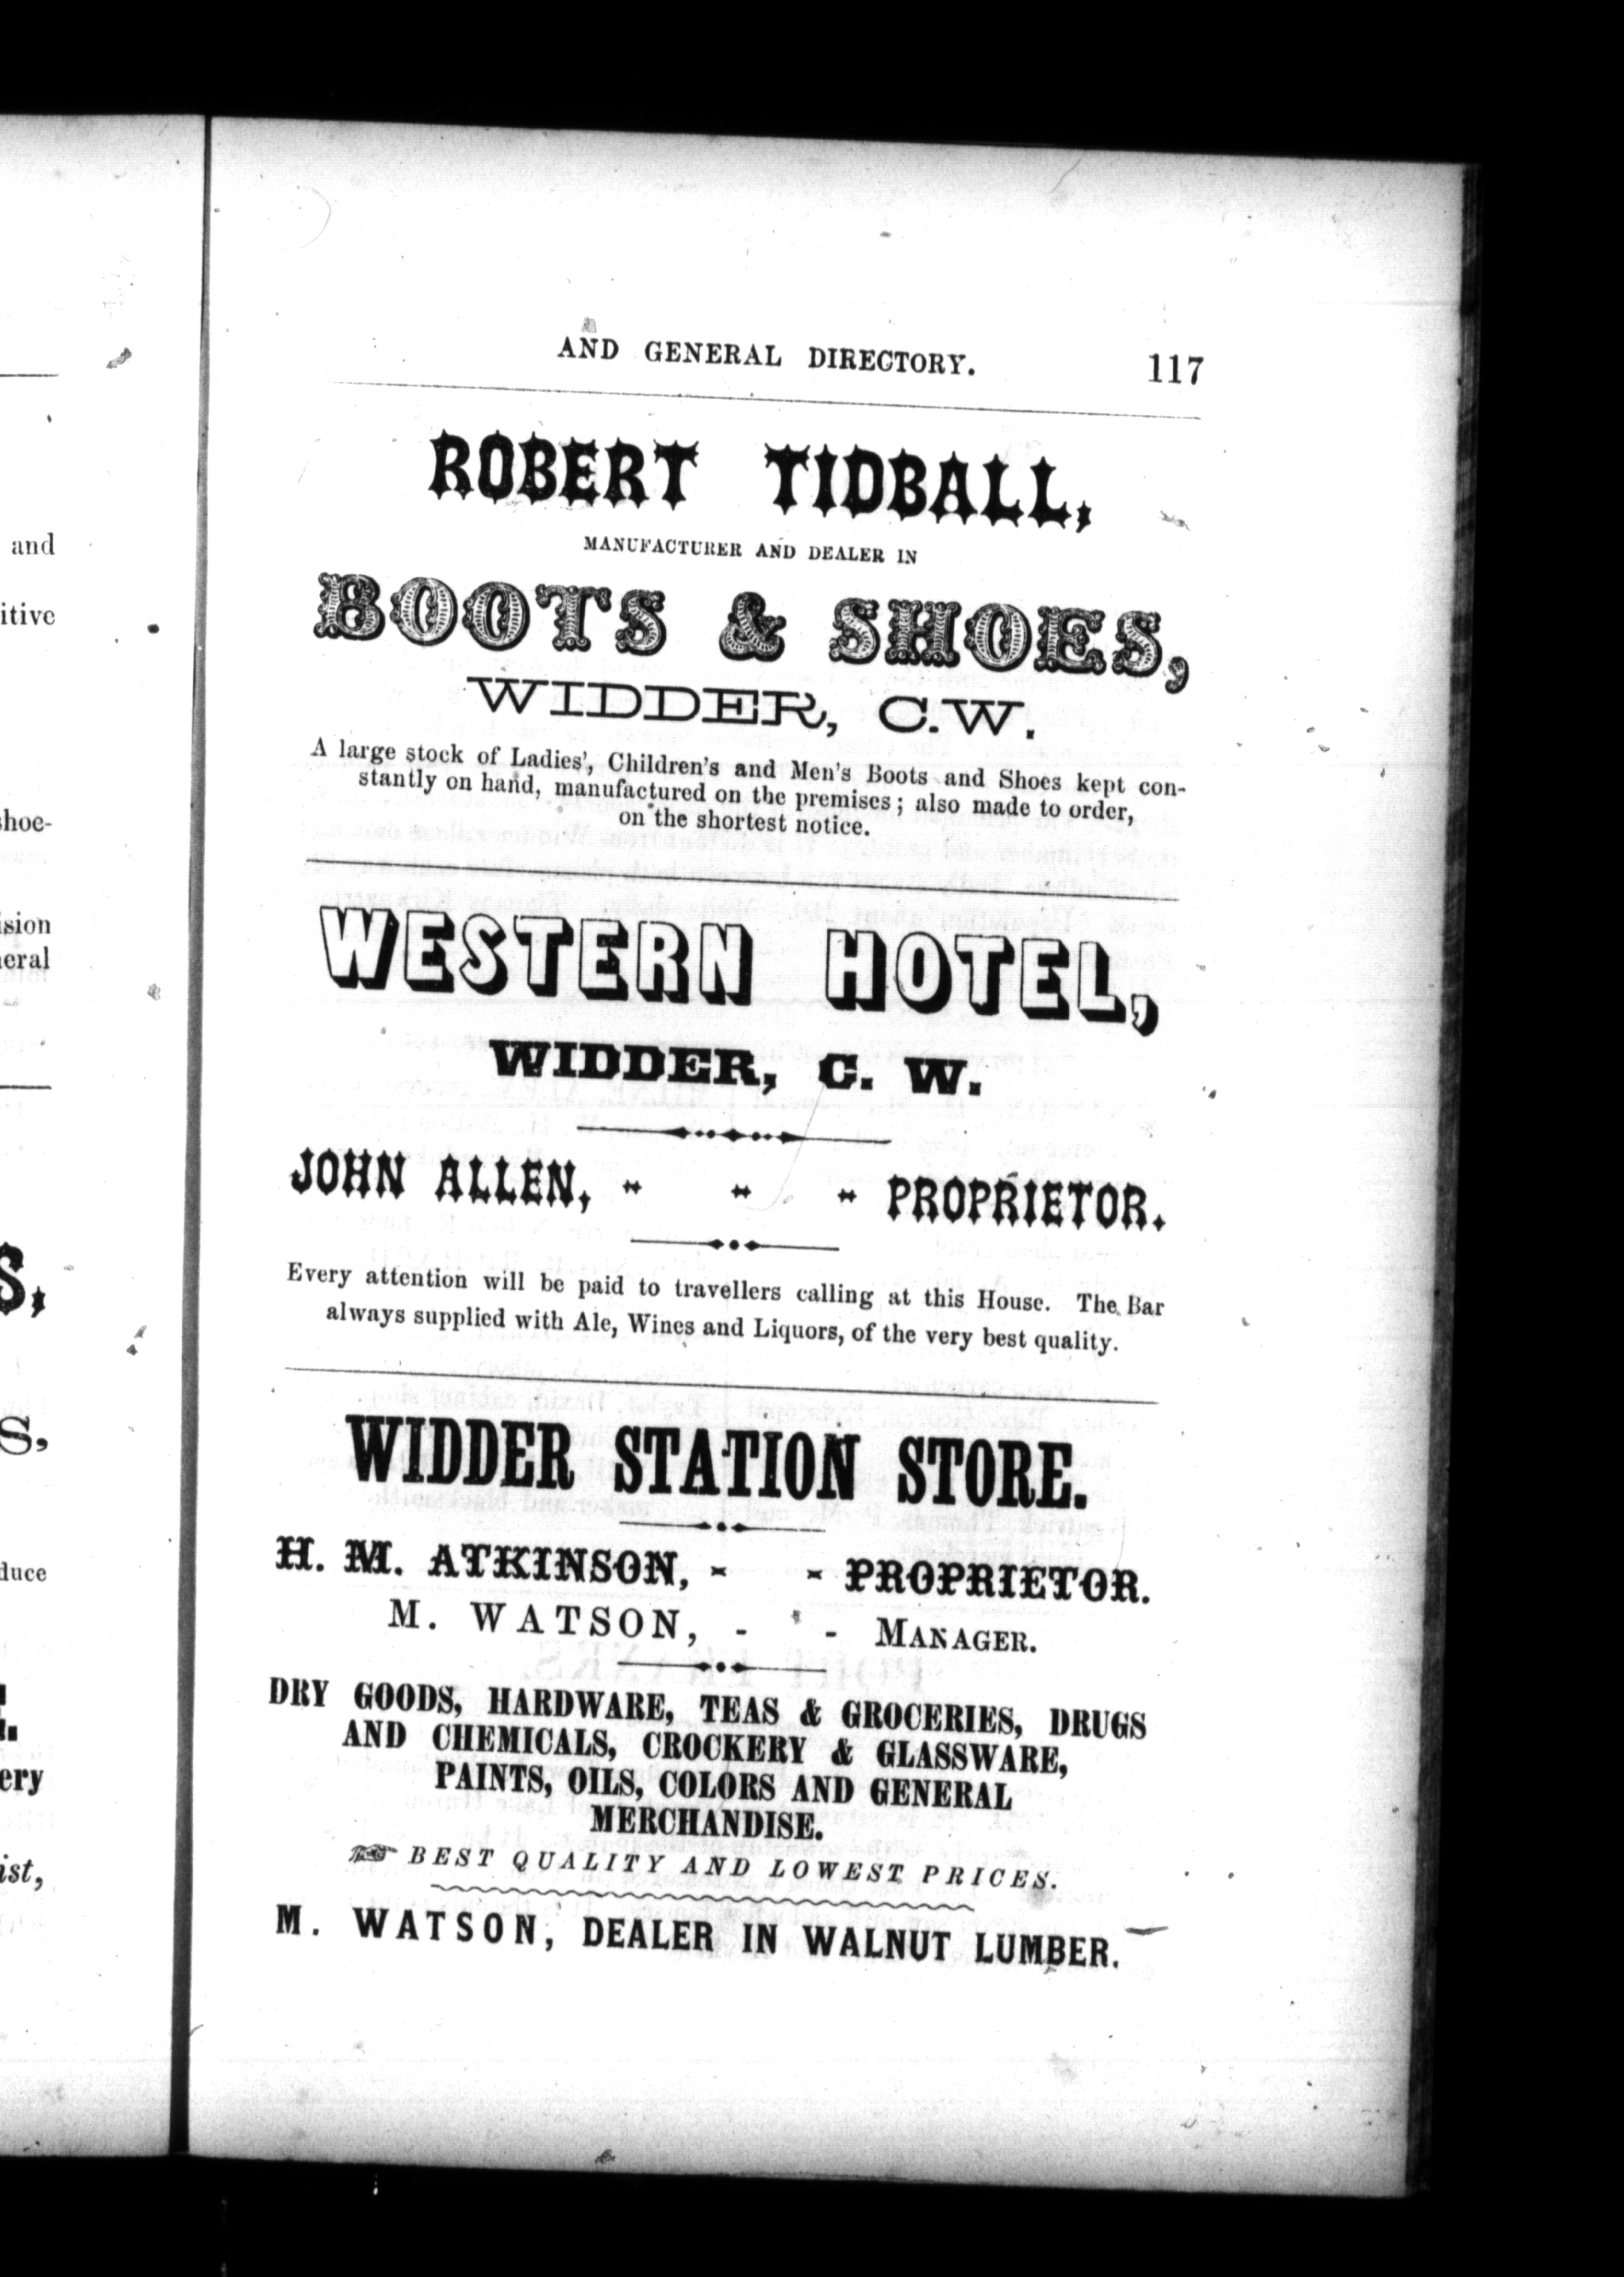 AND GENERAL DIRECTORY. 117
ROBERT TIDBALL,
MANUFACTURER AND DEALER IN
BOOTS & SHOES,
WIDDER, C.W.
A large stock of Ladies', Children's and Men's Boots and Shoes kept con-
stantly on hand, manufactured on the premises; also made to order,
on the shortest notice.
WESTERN HOTEL,
WIDDER, C. W.
JOHN ALLEN, - - - PROPRIETOR.
Every attention will be paid to travellers calling at this House. The Bar
always supplied with Ale, Wines and Liquors, of the very best quality.
WIDDER STATION STORE.
H. M. ATKINSON, - - PROPRIETOR.
M. WATSON, - - MANAGER.
DRY GOODS, HARDWARE, TEAS & GROCERIES, DRUGS
AND CHEMICALS, CROCKERY & GLASSWARE,
PAINTS, OILS, COLORS AND GENERAL
MERCHANDISE.
☞ BEST QUALITY AND LOWEST PRICES.
M. WATSON, DEALER IN WALNUT LUMBER.